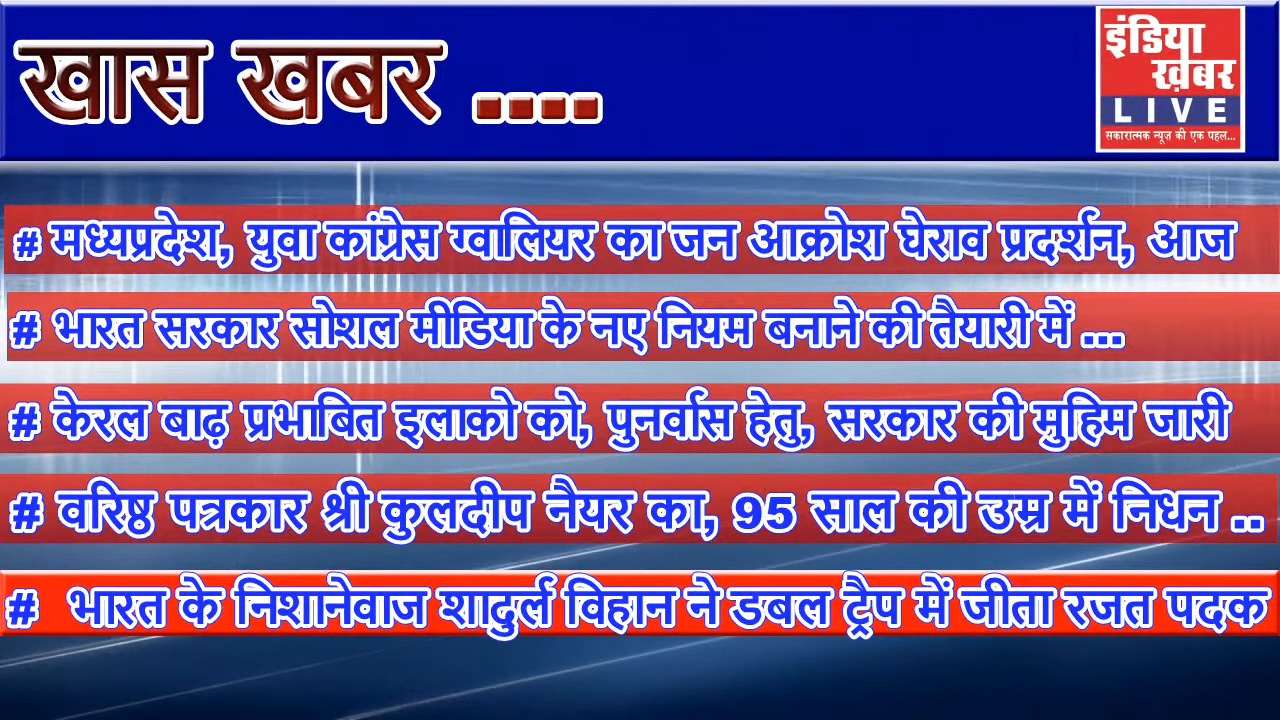 खास खबर ....
इंडिया
ख़बर
LIVE
सकारात्मक न्यूज़ की एक पहल...
# मध्यप्रदेश, युवा कांग्रेस ग्वालियर का जन आक्रोश घेराव प्रदर्शन, आज
# भारत सरकार सोशल मीडिया के नए नियम बनाने की तैयारी में ...
# केरल बाढ़ प्रभाबित इलाको को, पुनर्वास हेतु, सरकार की मुहिम जारी
# वरिष्ठ पत्रकार श्री कुलदीप नैयर का, 95 साल की उम्र में निधन ..
# भारत के निशानेवाज शादुर्ल विहान ने डबल ट्रैप में जीता रजत पदक